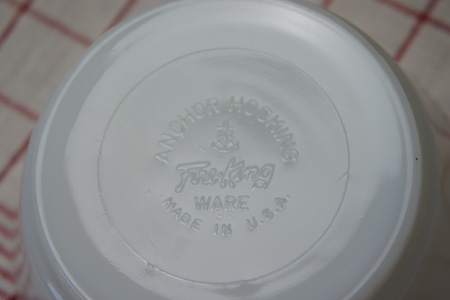 ANCHOR HOCKING
Fire-King
WARE
MADE IN U.S.A.